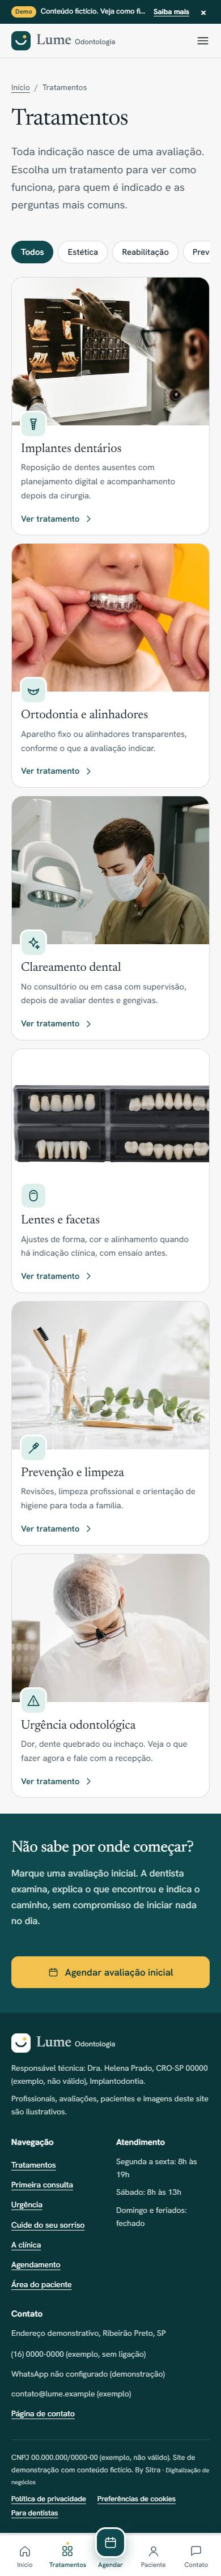 Demo Conteúdo fictício. Veja como fi... Saiba mais ×
Lume Odontologia
Início / Tratamentos
Tratamentos
Toda indicação nasce de uma avaliação.
Escolha um tratamento para ver como
funciona, para quem é indicado e as
perguntas mais comuns.
Todos Estética Reabilitação Prev
Implantes dentários
Reposição de dentes ausentes com
planejamento digital e acompanhamento
depois da cirurgia.
Ver tratamento
Ortodontia e alinhadores
Aparelho fixo ou alinhadores transparentes,
conforme o que a avaliação indicar.
Ver tratamento
Clareamento dental
No consultório ou em casa com supervisão,
depois de avaliar dentes e gengivas.
Ver tratamento
Lentes e facetas
Ajustes de forma, cor e alinhamento quando
há indicação clínica, com ensaio antes.
Ver tratamento
Prevenção e limpeza
Revisões, limpeza profissional e orientação de
higiene para toda a família.
Ver tratamento
Urgência odontológica
Dor, dente quebrado ou inchaço. Veja o que
fazer agora e fale com a recepção.
Ver tratamento
Não sabe por onde começar?
Marque uma avaliação inicial. A dentista
examina, explica o que encontrou e indica o
caminho, sem compromisso de iniciar nada
no dia.
Agendar avaliação inicial
Lume Odontologia
Responsável técnica: Dra. Helena Prado, CRO-SP 00000
(exemplo, não válido), Implantodontia.
Profissionais, avaliações, pacientes e imagens deste site
são ilustrativos.
Navegação
Tratamentos
Primeira consulta
Urgência
Cuide do seu sorriso
A clínica
Agendamento
Área do paciente
Atendimento
Segunda a sexta: 8h às
19h
Sábado: 8h às 13h
Domingo e feriados:
fechado
Contato
Endereço demonstrativo, Ribeirão Preto, SP
(16) 0000-0000 (exemplo, sem ligação)
WhatsApp não configurado (demonstração)
contato@lume.example (exemplo)
Página de contato
CNPJ 00.000.000/0000-00 (exemplo, não válido). Site de
demonstração com conteúdo fictício. By Sitra · Digitalização de
negócios
Política de privacidade Preferências de cookies
Para dentistas
Início Tratamentos Agendar Paciente Contato